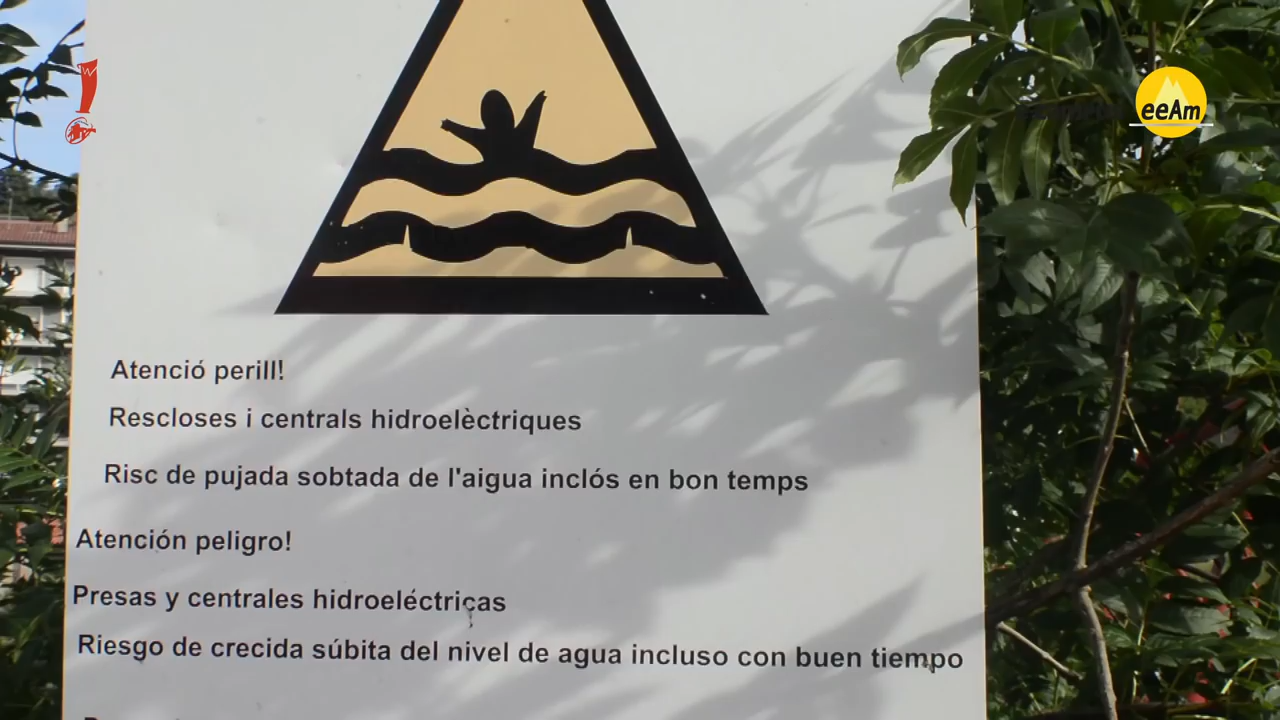 eeAm
Atenció perill!
Rescloses i centrals hidroelèctriques
Risc de pujada sobtada de l'aigua inclós en bon temps
Atención peligro!
Presas y centrales hidroeléctricas
Riesgo de crecida súbita del nivel de agua incluso con buen tiempo